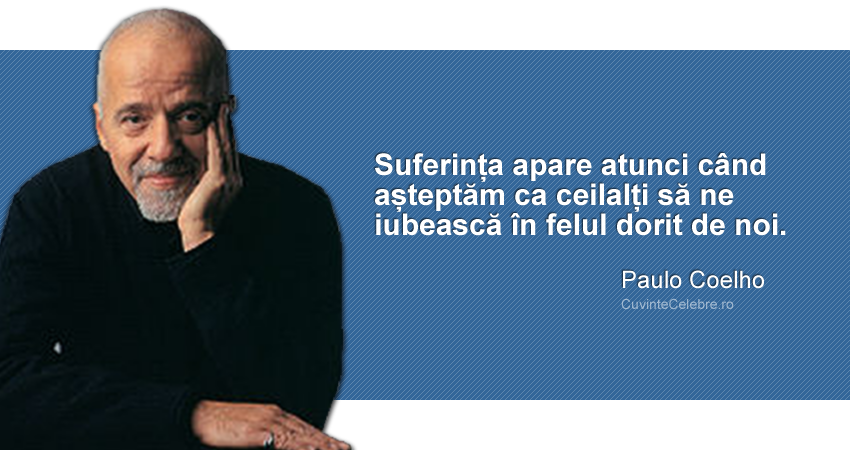 Suferința apare atunci când
așteptăm ca ceilalți să ne
iubească în felul dorit de noi.
Paulo Coelho
CuvinteCelebre.ro